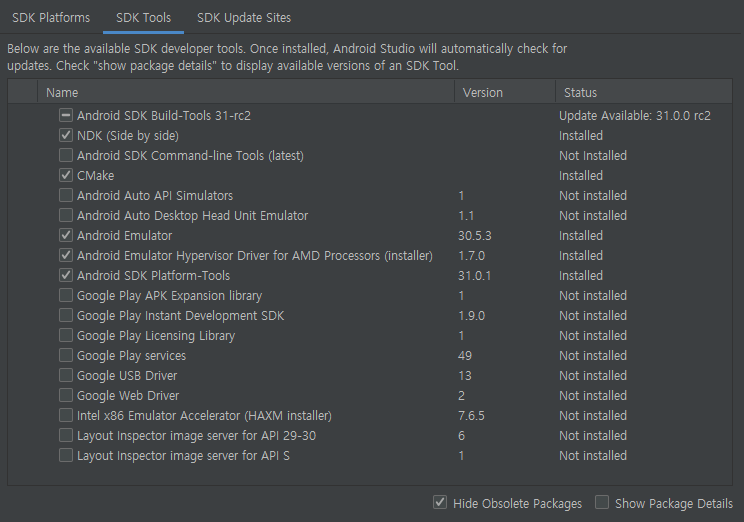 SDK Platforms SDK Tools SDK Update Sites
Below are the available SDK developer tools. Once installed, Android Studio will automatically check for
updates. Check "show package details" to display available versions of an SDK Tool.
Name Version Status
Android SDK Build-Tools 31-rc2 Update Available: 31.0.0 rc2
NDK (Side by side) Installed
Android SDK Command-line Tools (latest) Not Installed
CMake Installed
Android Auto API Simulators 1 Not installed
Android Auto Desktop Head Unit Emulator 1.1 Not installed
Android Emulator 30.5.3 Installed
Android Emulator Hypervisor Driver for AMD Processors (installer) 1.7.0 Installed
Android SDK Platform-Tools 31.0.1 Installed
Google Play APK Expansion library 1 Not installed
Google Play Instant Development SDK 1.9.0 Not installed
Google Play Licensing Library 1 Not installed
Google Play services 49 Not installed
Google USB Driver 13 Not installed
Google Web Driver 2 Not installed
Intel x86 Emulator Accelerator (HAXM installer) 7.6.5 Not installed
Layout Inspector image server for API 29-30 6 Not installed
Layout Inspector image server for API S 1 Not installed
Hide Obsolete Packages Show Package Details